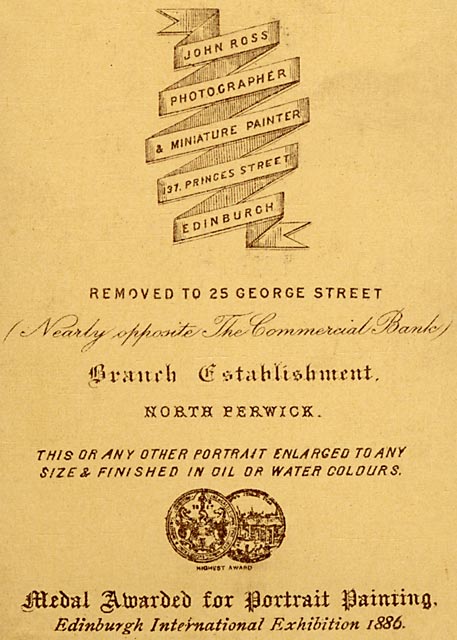 JOHN ROSS
PHOTOGRAPHER
& MINIATURE PAINTER
137. PRINCES STREET
EDINBURGH
REMOVED TO 25 GEORGE STREET
(Nearly opposite The Commercial Bank)
Branch Establishment,
NORTH BERWICK.
THIS OR ANY OTHER PORTRAIT ENLARGED TO ANY
SIZE & FINISHED IN OIL OR WATER COLOURS.
HIGHEST AWARD
Medal Awarded for Portrait Painting,
Edinburgh International Exhibition 1886.